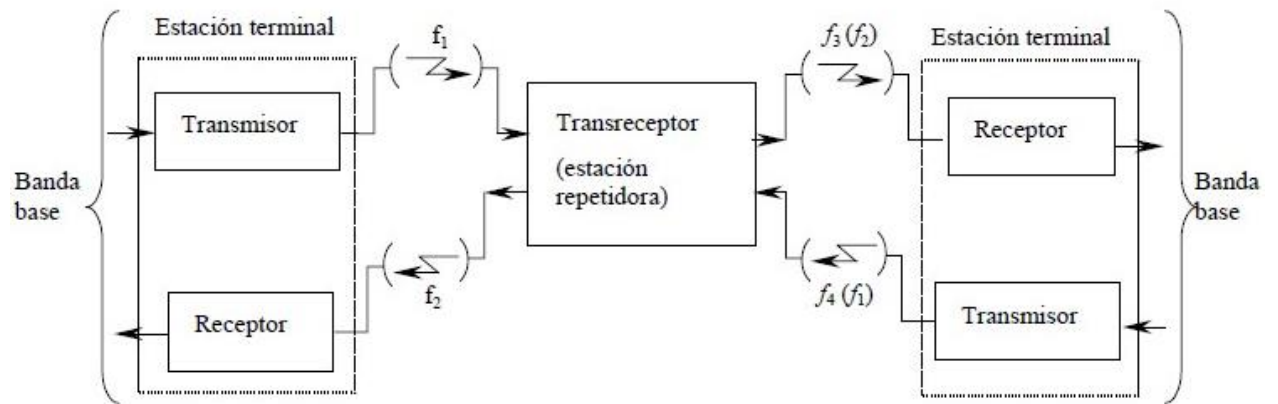 Estación terminal
f1
f3 (f2)
Estación terminal
Transmisor
Transreceptor
(estación
repetidora)
Receptor
Banda
base
Banda
base
Receptor
f2
f4 (f1)
Transmisor